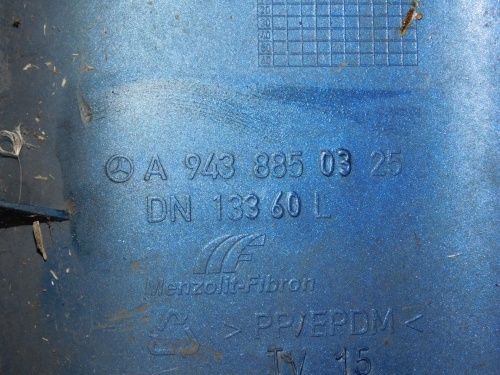 A 943 885 03 25
DN 133 60 L
Menzolit-Fibron
> PP/EPDM <
TV 15